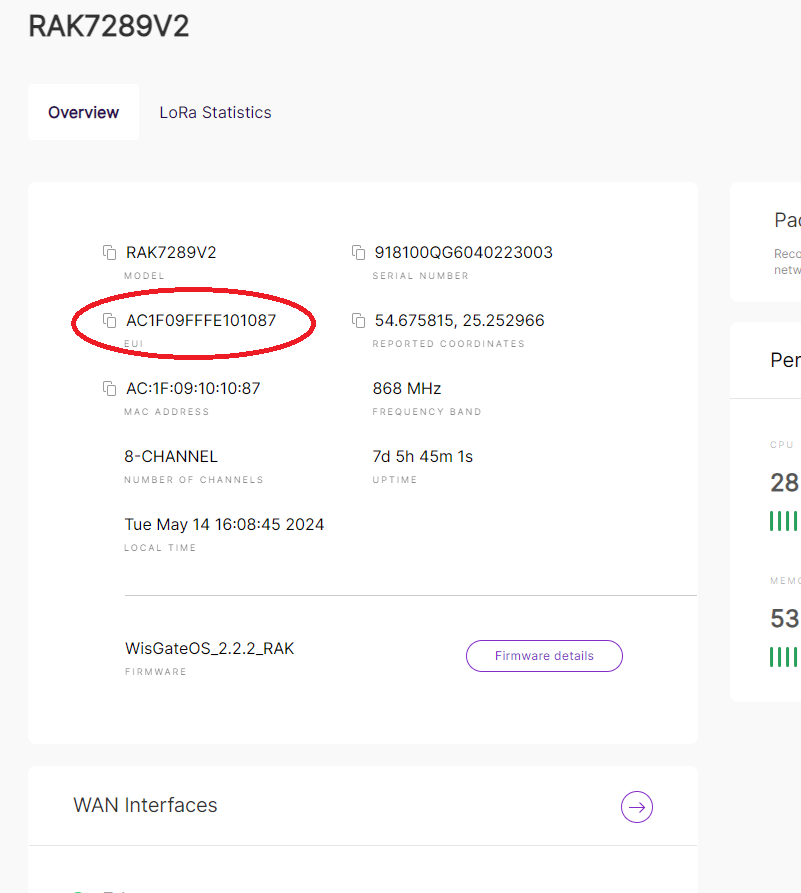 RAK7289V2
Overview
LoRa Statistics
RAK7289V2
MODEL
918100QG6040223003
SERIAL NUMBER
AC1F09FFFE101087
EUI
54.675815, 25.252966
REPORTED COORDINATES
AC:1F:09:10:10:87
MAC ADDRESS
868 MHz
FREQUENCY BAND
8-CHANNEL
NUMBER OF CHANNELS
7d 5h 45m 1s
UPTIME
Tue May 14 16:08:45 2024
LOCAL TIME
WisGateOS_2.2.2_RAK
FIRMWARE
Firmware details
WAN Interfaces
Pac
Reco
netw
Per
CPU
28
MEMO
53